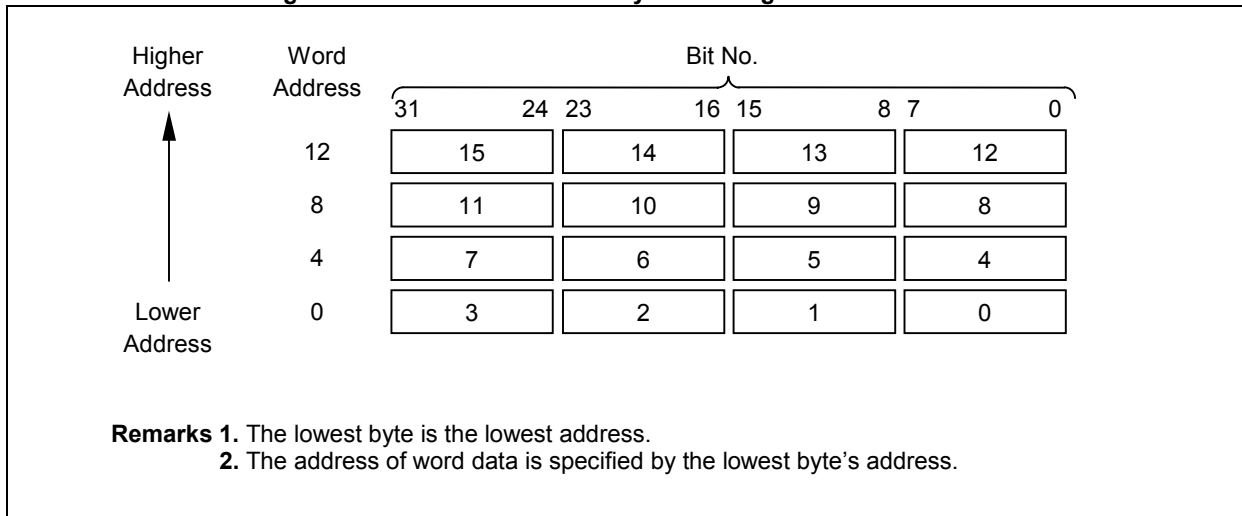 Higher Address Word Address Bit No.
31 24 23 16 15 8 7 0
12 15 14 13 12
8 11 10 9 8
4 7 6 5 4
Lower Address 0 3 2 1 0
Remarks 1. The lowest byte is the lowest address.
2. The address of word data is specified by the lowest byte's address.